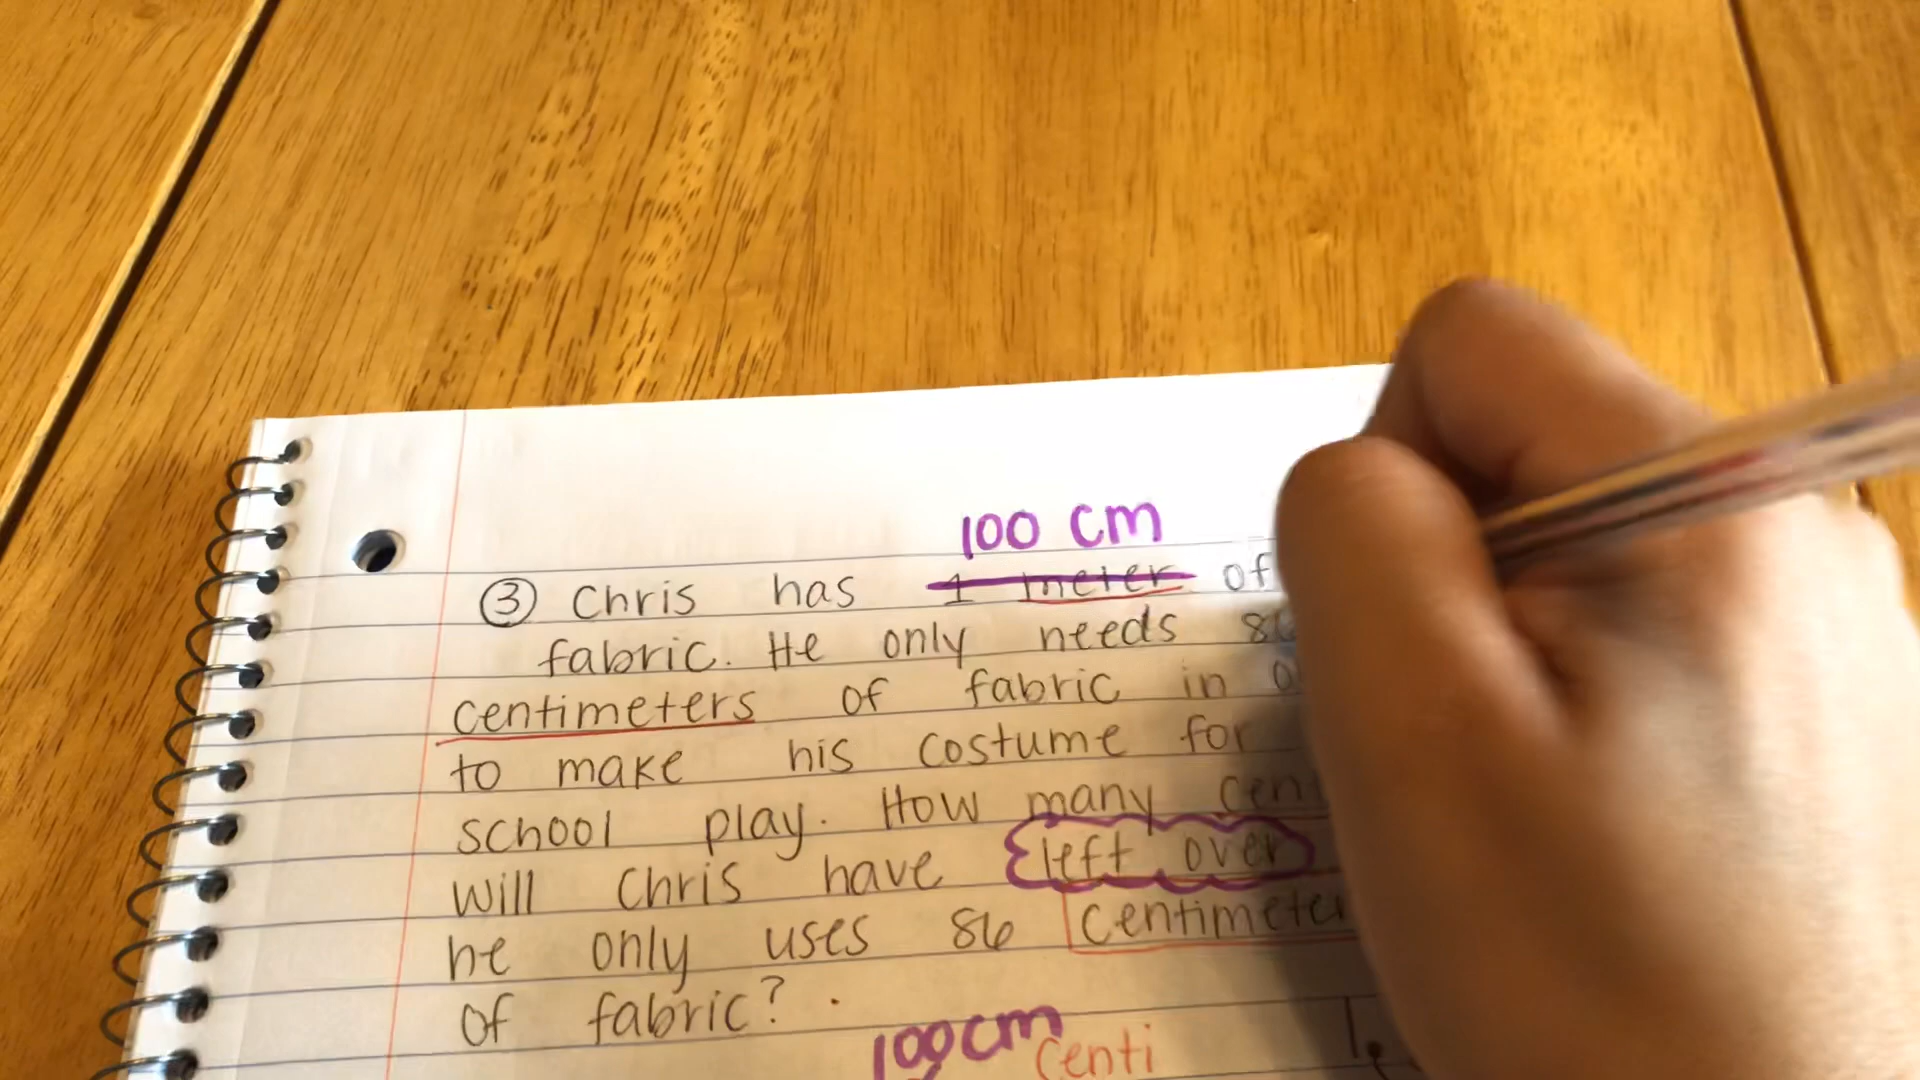 100 cm
③ Chris has 1 meter of
fabric. He only needs 86
centimeters of fabric in
to make his costume for
school play. How many
will Chris have left over
he only uses 86
of fabric?
100cm
centi